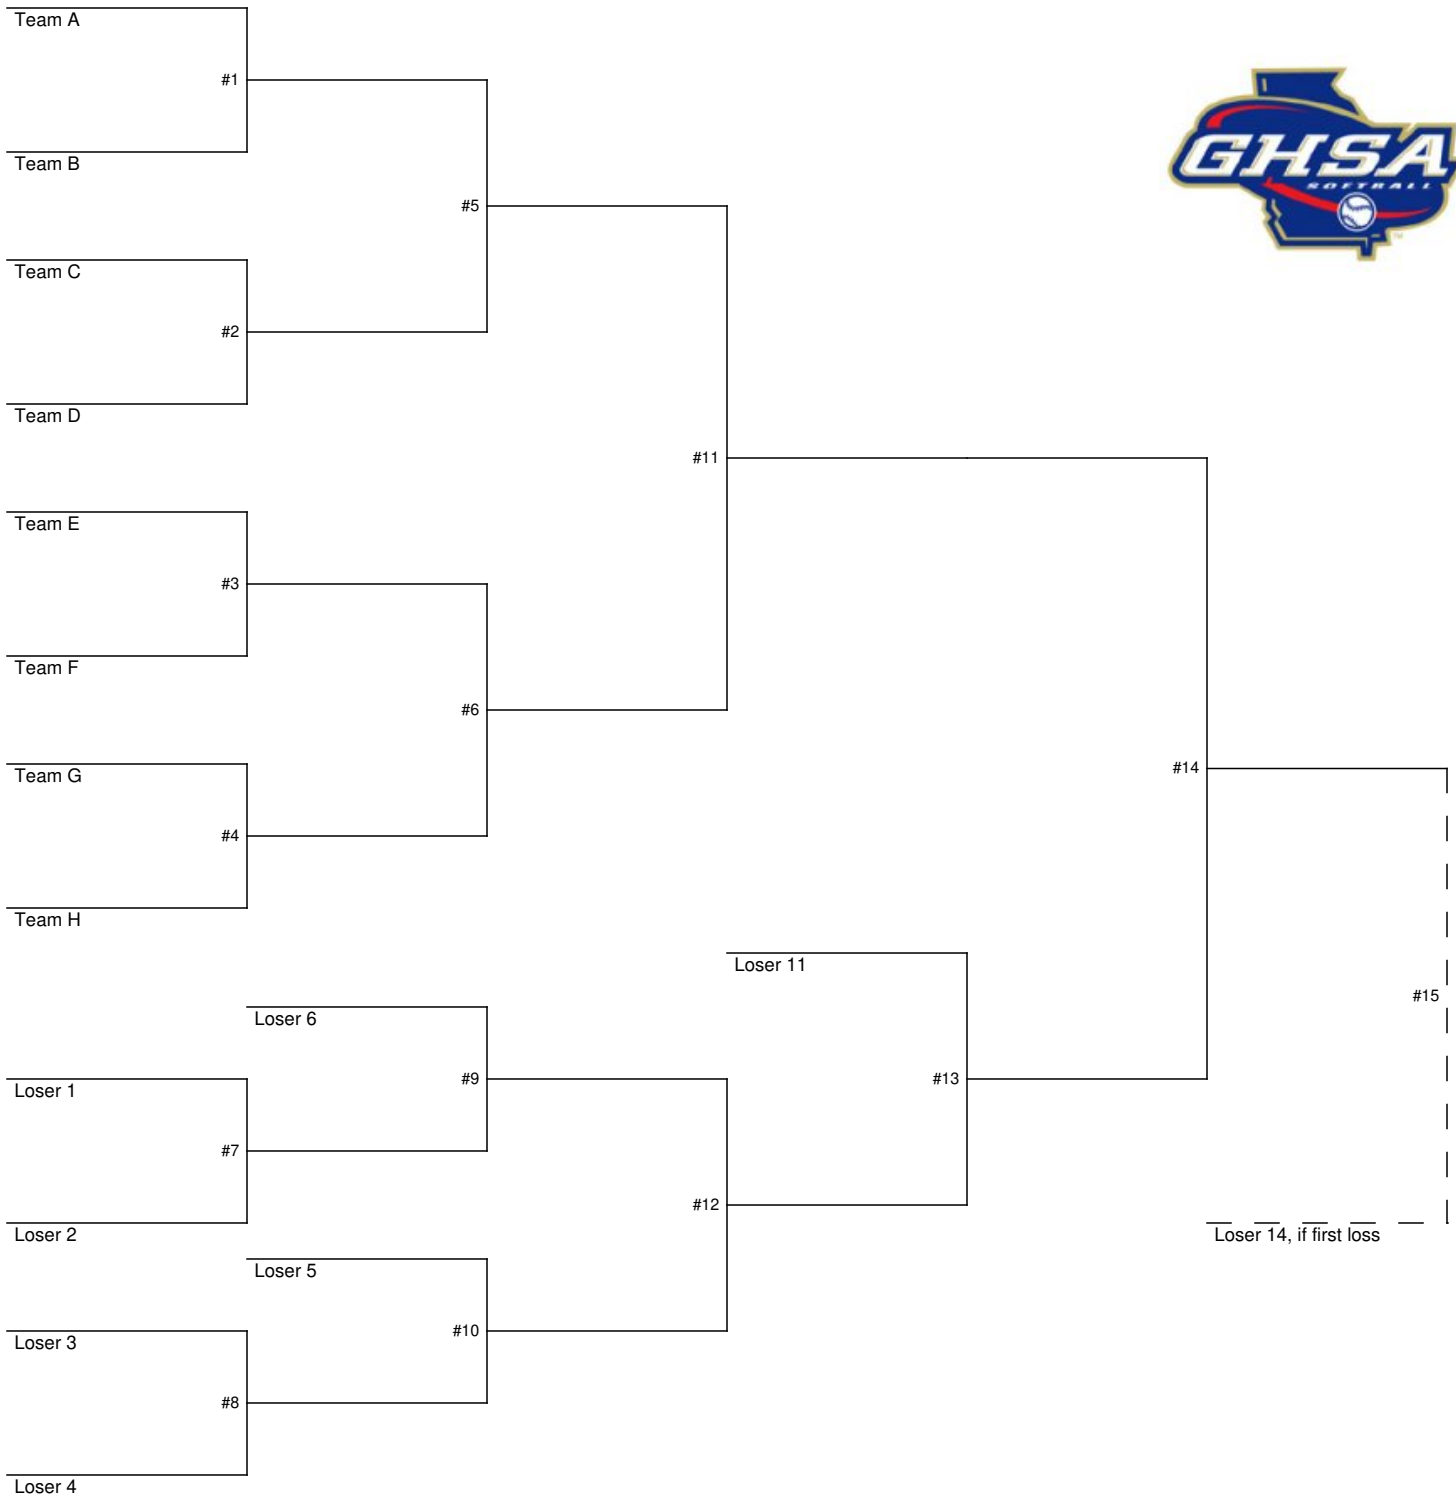 Team A
#1
Team B
GHSA
SOFTBALL
TM
#5
Team C
#2
Team D
#11
Team E
#3
Team F
#6
Team G
#14
#4
Team H
Loser 11
#15
Loser 6
Loser 1
#9
#13
#7
#12
Loser 2
Loser 14, if first loss
Loser 5
Loser 3
#10
#8
Loser 4